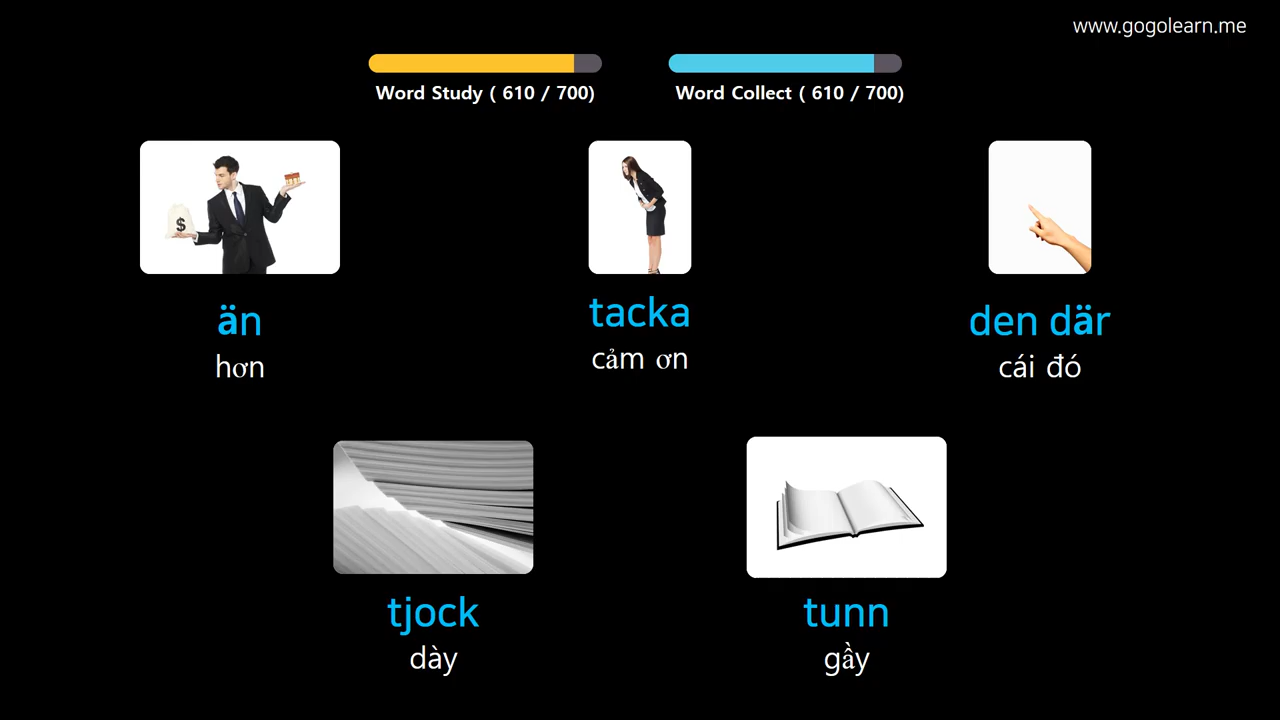 www.gogolearn.me
Word Study ( 610 / 700)
Word Collect ( 610 / 700)
$
än
hơn
tacka
cảm ơn
den där
cái đó
tjock
dày
tunn
gầy